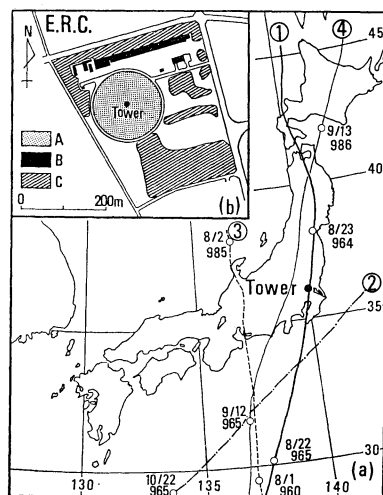 E.R.C.
N
Tower
A
B
C
0 200m
(b)
①
④
45
9/13
986
40
8/23
964
③
8/2
985
②
Tower
35
9/12
965
8/22
965
30
(a)
10/22
965
8/1
960
130
135
140